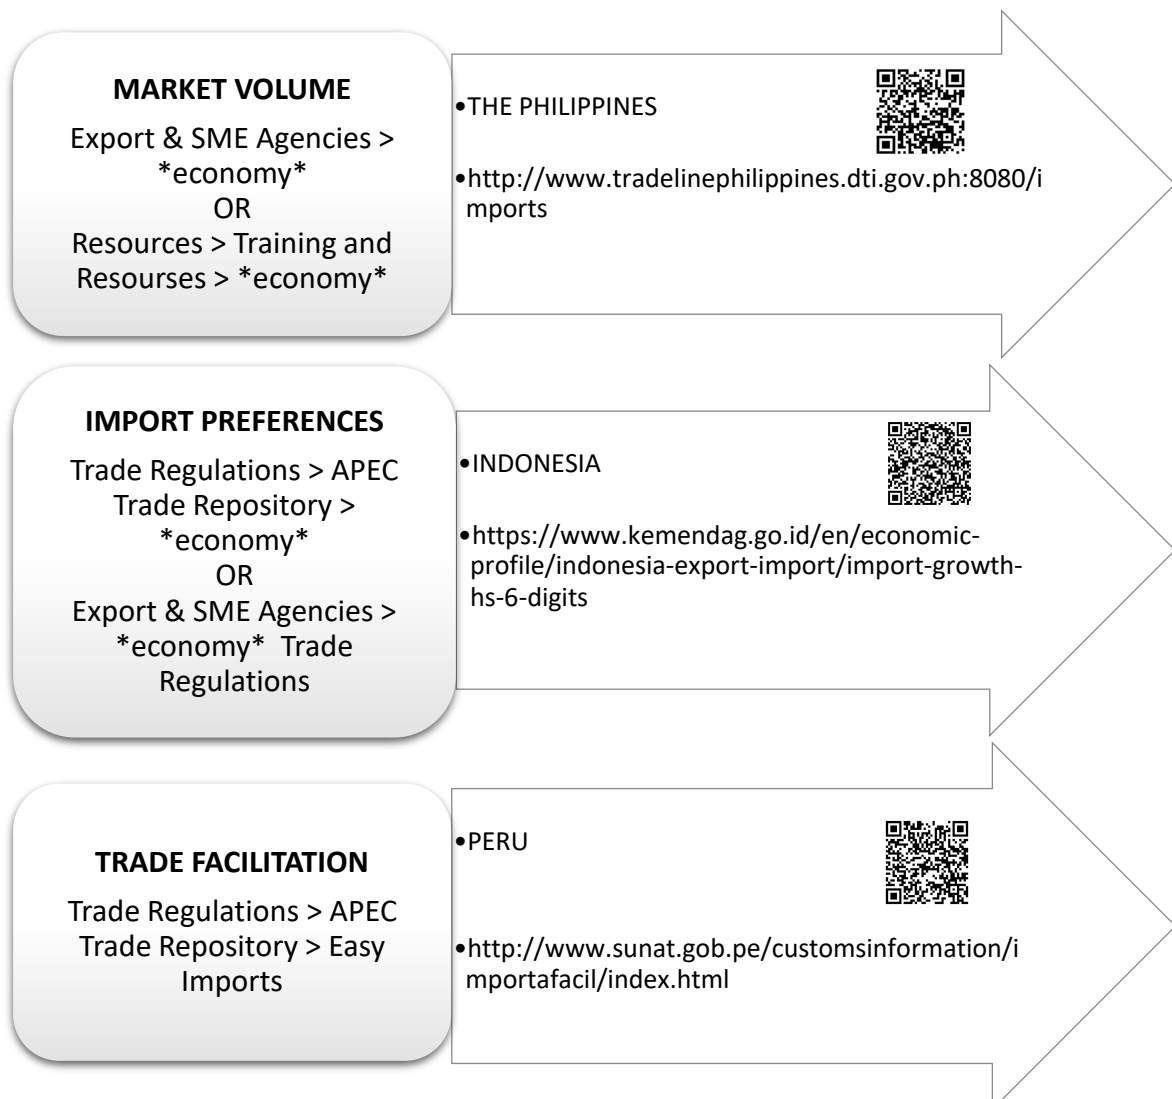 MARKET VOLUME
Export & SME Agencies >
*economy*
OR
Resources > Training and
Resourses > *economy*
•THE PHILIPPINES
•http://www.tradelinephilippines.dti.gov.ph:8080/i
mports
IMPORT PREFERENCES
Trade Regulations > APEC
Trade Repository >
*economy*
OR
Export & SME Agencies >
*economy* Trade
Regulations
•INDONESIA
•https://www.kemendag.go.id/en/economic-
profile/indonesia-export-import/import-growth-
hs-6-digits
TRADE FACILITATION
Trade Regulations > APEC
Trade Repository > Easy
Imports
•PERU
•http://www.sunat.gob.pe/customsinformation/i
mportafacil/index.html